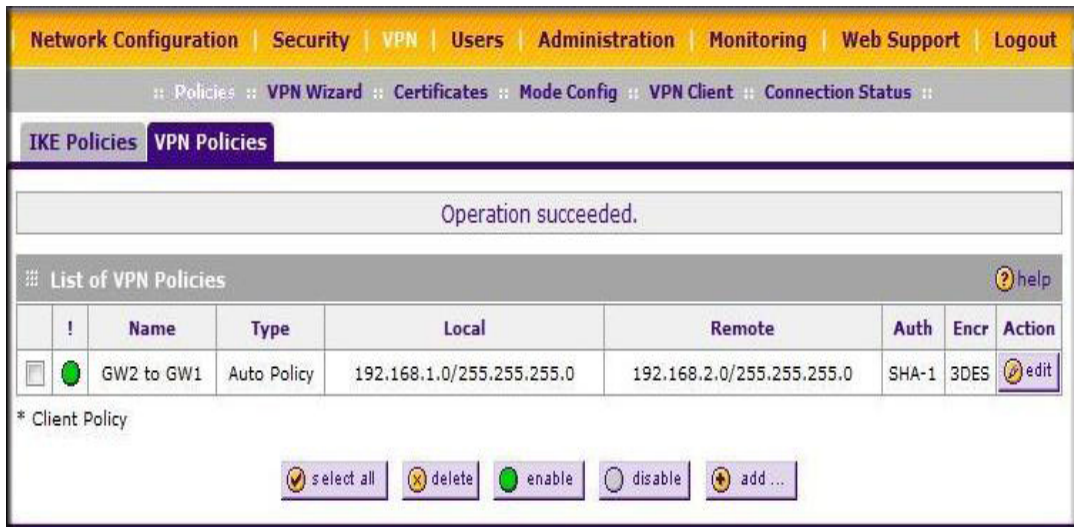 Network Configuration | Security | VPN | Users | Administration | Monitoring | Web Support | Logout
:: Policies :: VPN Wizard :: Certificates :: Mode Config :: VPN Client :: Connection Status ::
IKE Policies VPN Policies
Operation succeeded.
List of VPN Policies ? help
! Name Type Local Remote Auth Encr Action
GW2 to GW1 Auto Policy 192.168.1.0/255.255.255.0 192.168.2.0/255.255.255.0 SHA-1 3DES edit
* Client Policy
select all delete enable disable add ...